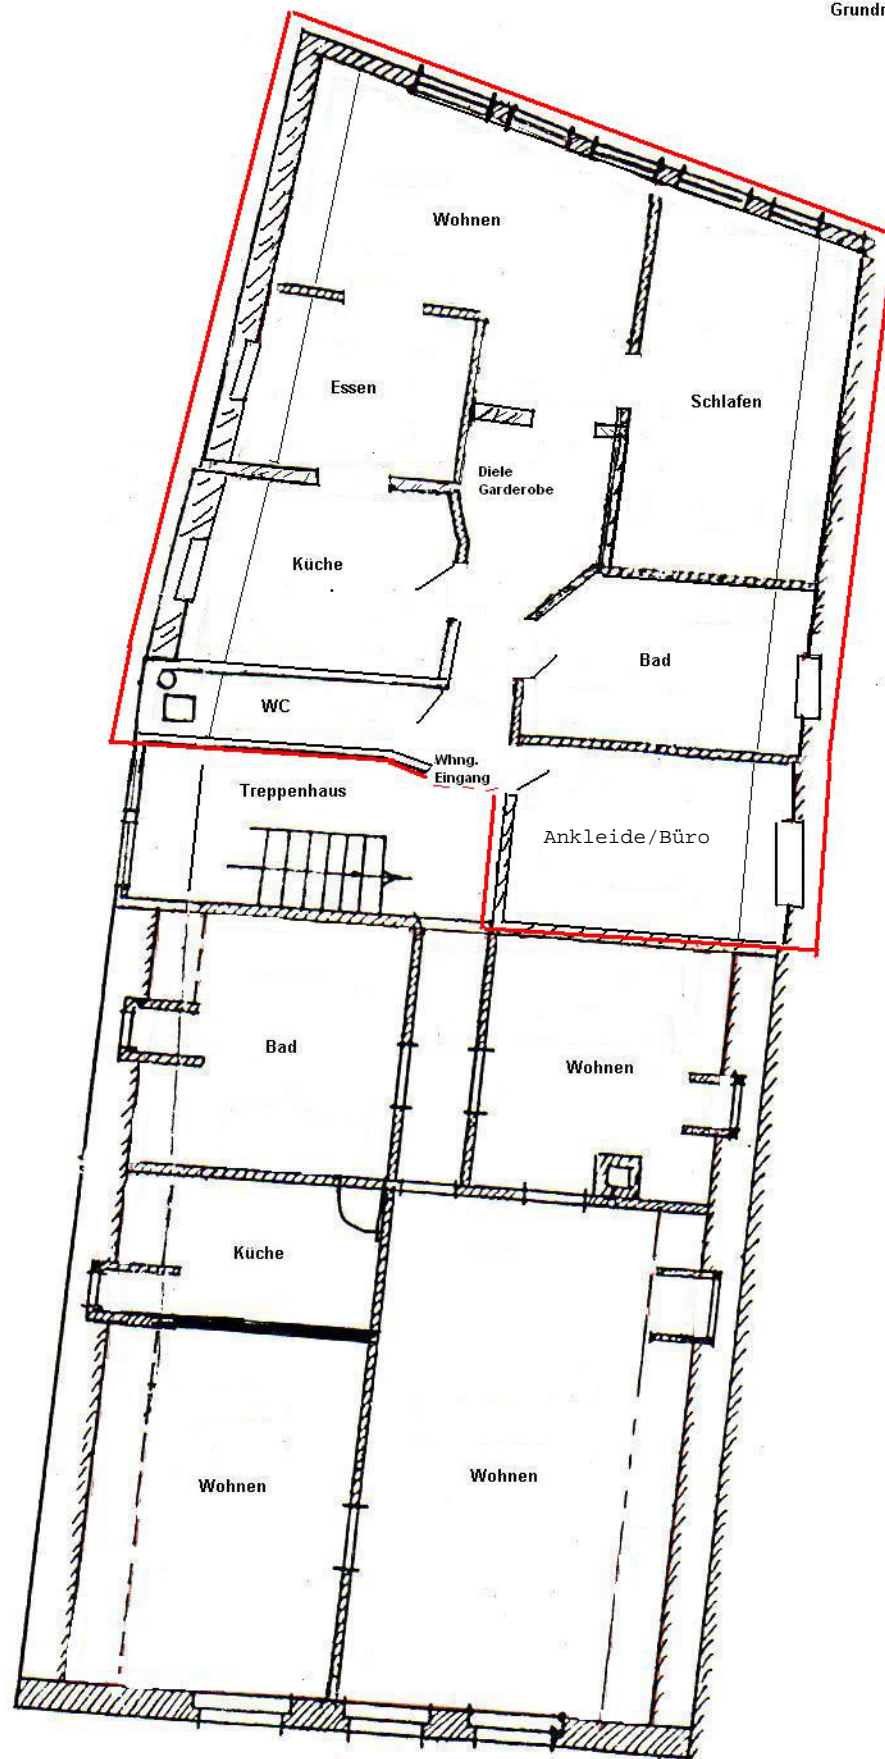 Grundr
Wohnen
Essen
Schlafen
Diele
Garderobe
Küche
Bad
WC
Whng.
Eingang
Treppenhaus
Ankleide/Büro
Bad
Wohnen
Küche
Wohnen
Wohnen